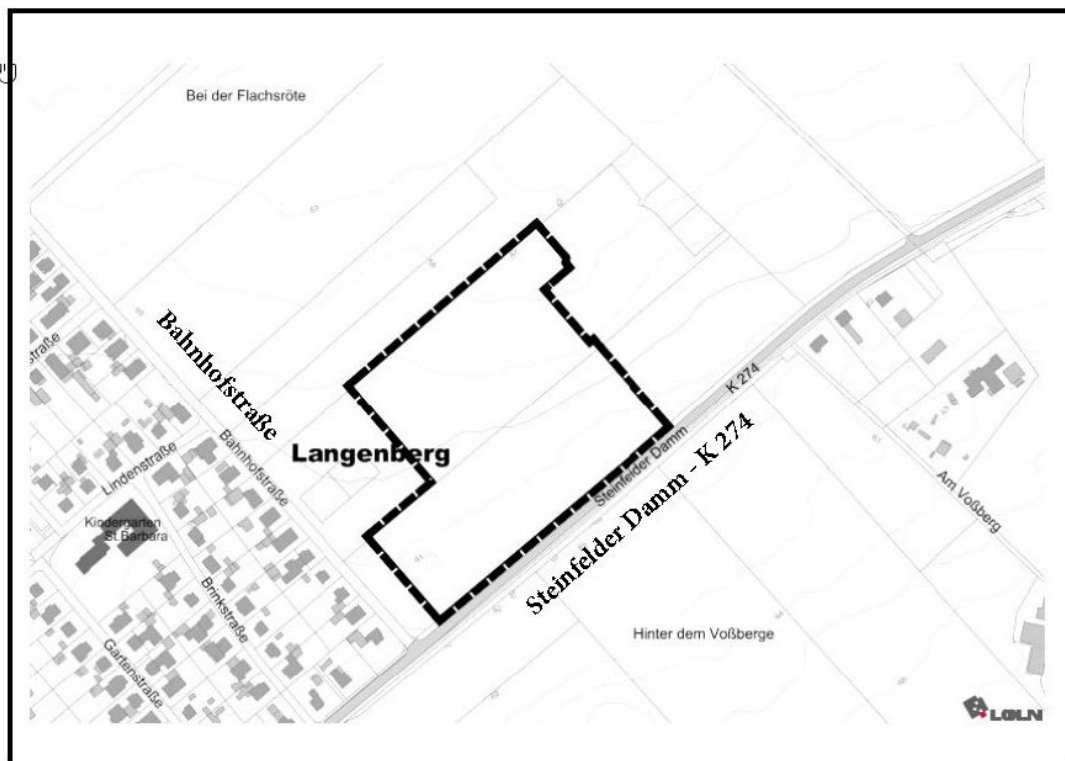 Bei der Flachsröte
Bahnhofstraße
straße
Langenberg
K 274
Bahnhofstraße
Lindenstraße
Steinfelder Damm
Steinfelder Damm - K 274
Kindergarten
St.Barbara
Am Voßberg
Brinkstraße
Gartenstraße
Hinter dem Voßberge
LGLN